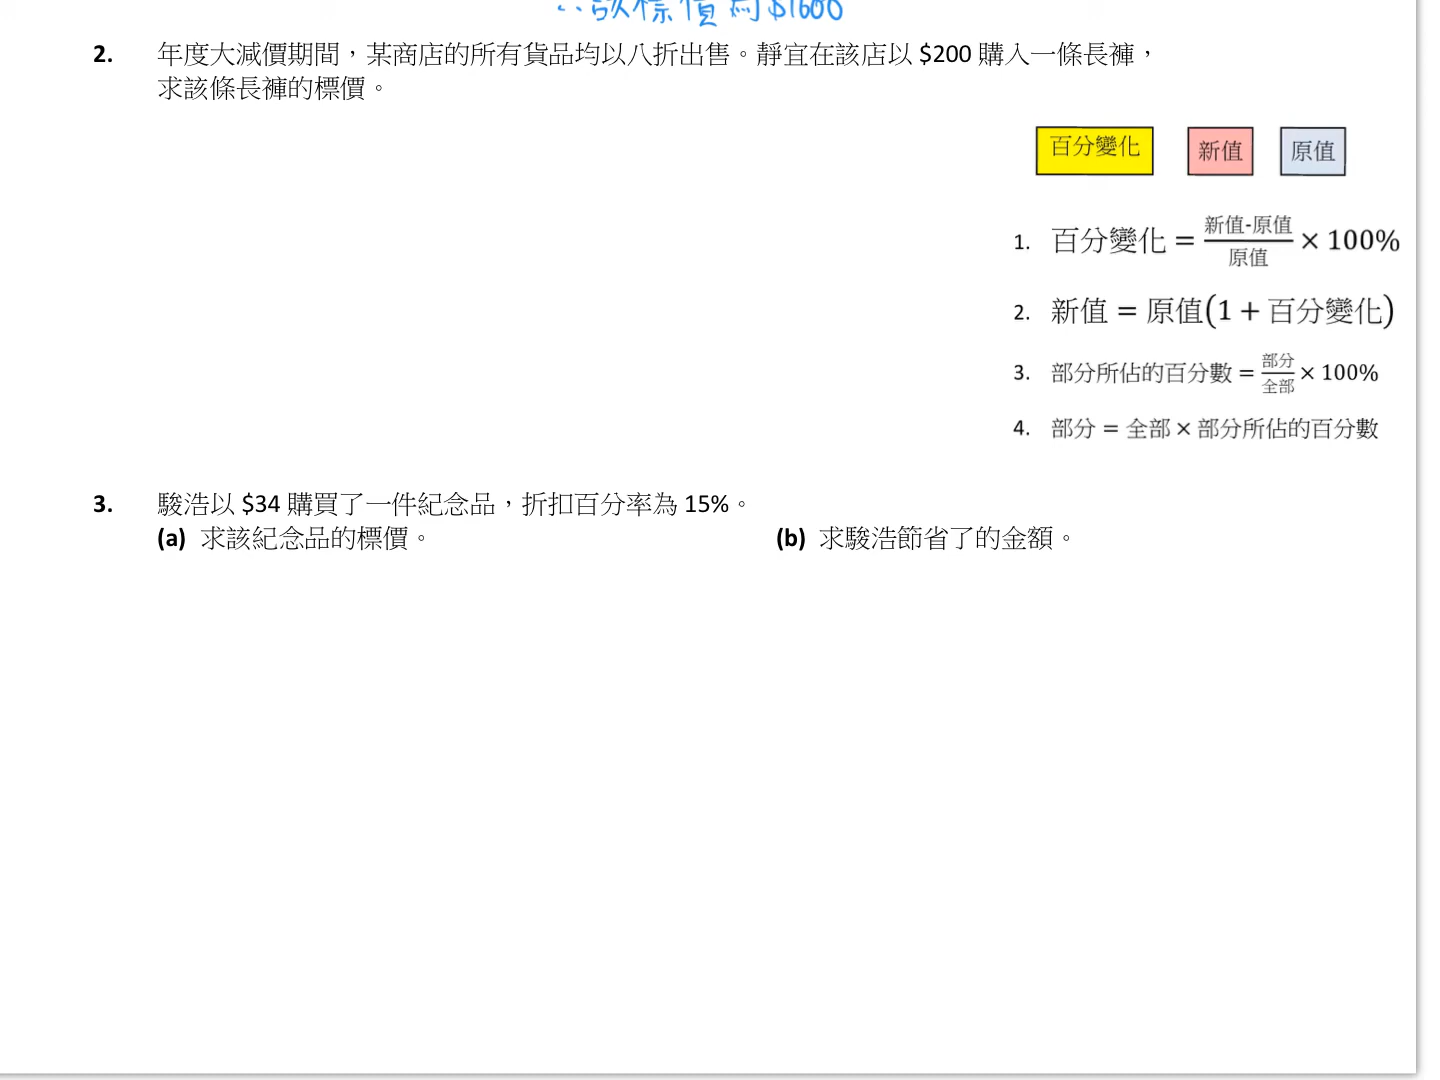 為$1600
2. 年度大減價期間，某商店的所有貨品均以八折出售。靜宜在該店以 $200 購入一條長褲，
求該條長褲的標價。
百分變化 新值 原值
1. 百分變化 = 新值-原值/原值 × 100%
2. 新值 = 原值(1 + 百分變化)
3. 部分所佔的百分數 = 部分/全部 × 100%
4. 部分 = 全部 × 部分所佔的百分數
3. 駿浩以 $34 購買了一件紀念品，折扣百分率為 15%。
(a) 求該紀念品的標價。 (b) 求駿浩節省了的金額。